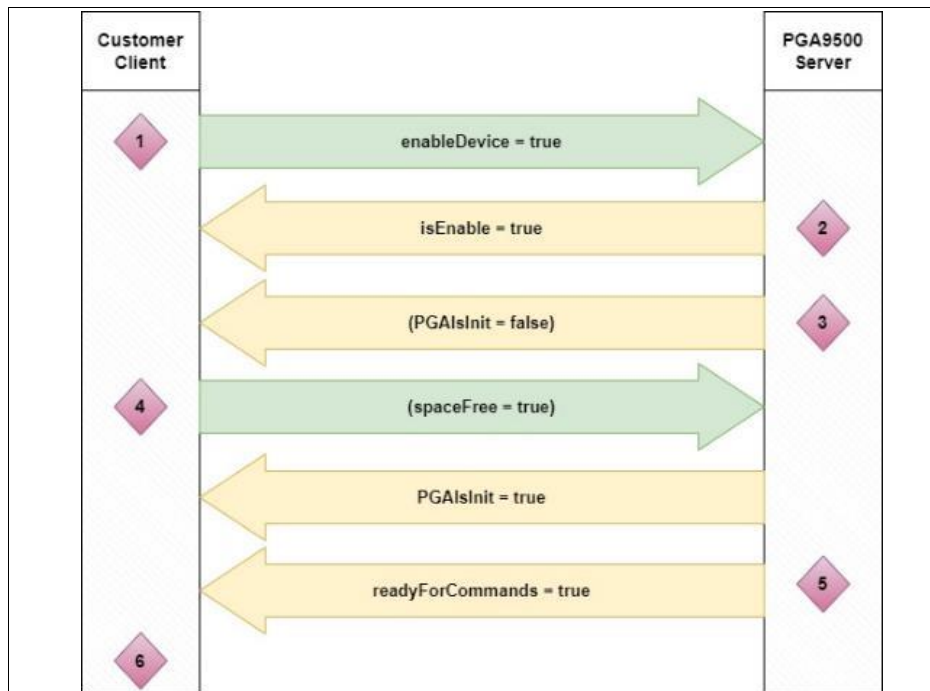 Customer
Client
PGA9500
Server
1
enableDevice = true
isEnable = true
2
(PGAIsInit = false)
3
4
(spaceFree = true)
PGAIsInit = true
readyForCommands = true
5
6